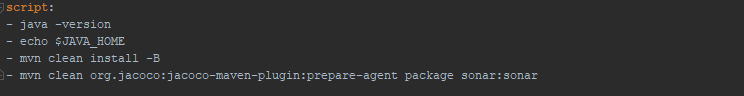 script:
- java -version
- echo $JAVA_HOME
- mvn clean install -B
- mvn clean org.jacoco:jacoco-maven-plugin:prepare-agent package sonar:sonar